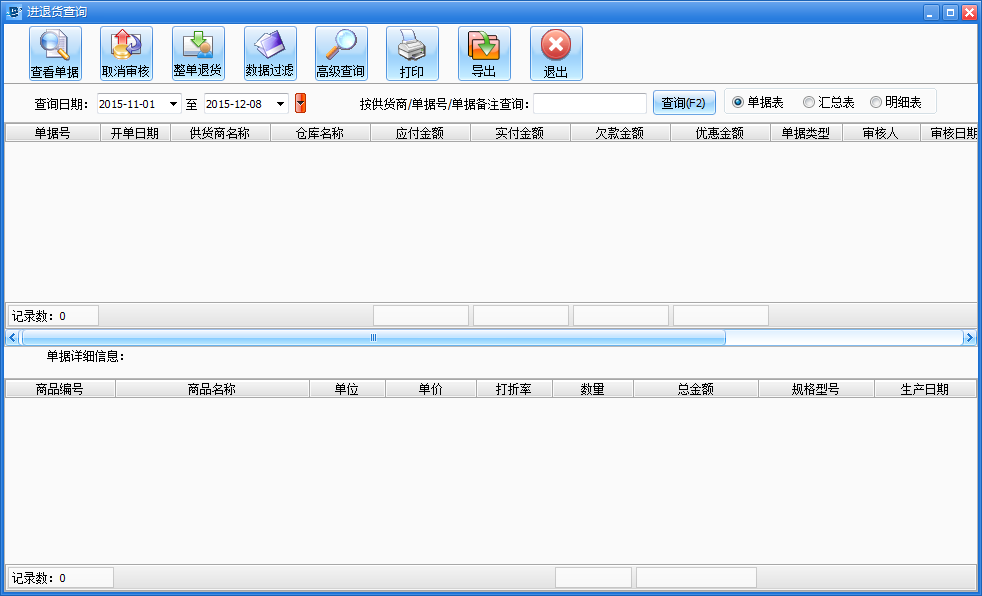 进退货查询
查看单据 取消审核 整单退货 数据过滤 高级查询 打印 导出 退出
查询日期： 2015-11-01 至 2015-12-08 按供货商/单据号/单据备注查询： 查询(F2) 单据表 汇总表 明细表
单据号 开单日期 供货商名称 仓库名称 应付金额 实付金额 欠款金额 优惠金额 单据类型 审核人 审核日期
记录数：0
单据详细信息：
商品编号 商品名称 单位 单价 打折率 数量 总金额 规格型号 生产日期
记录数：0